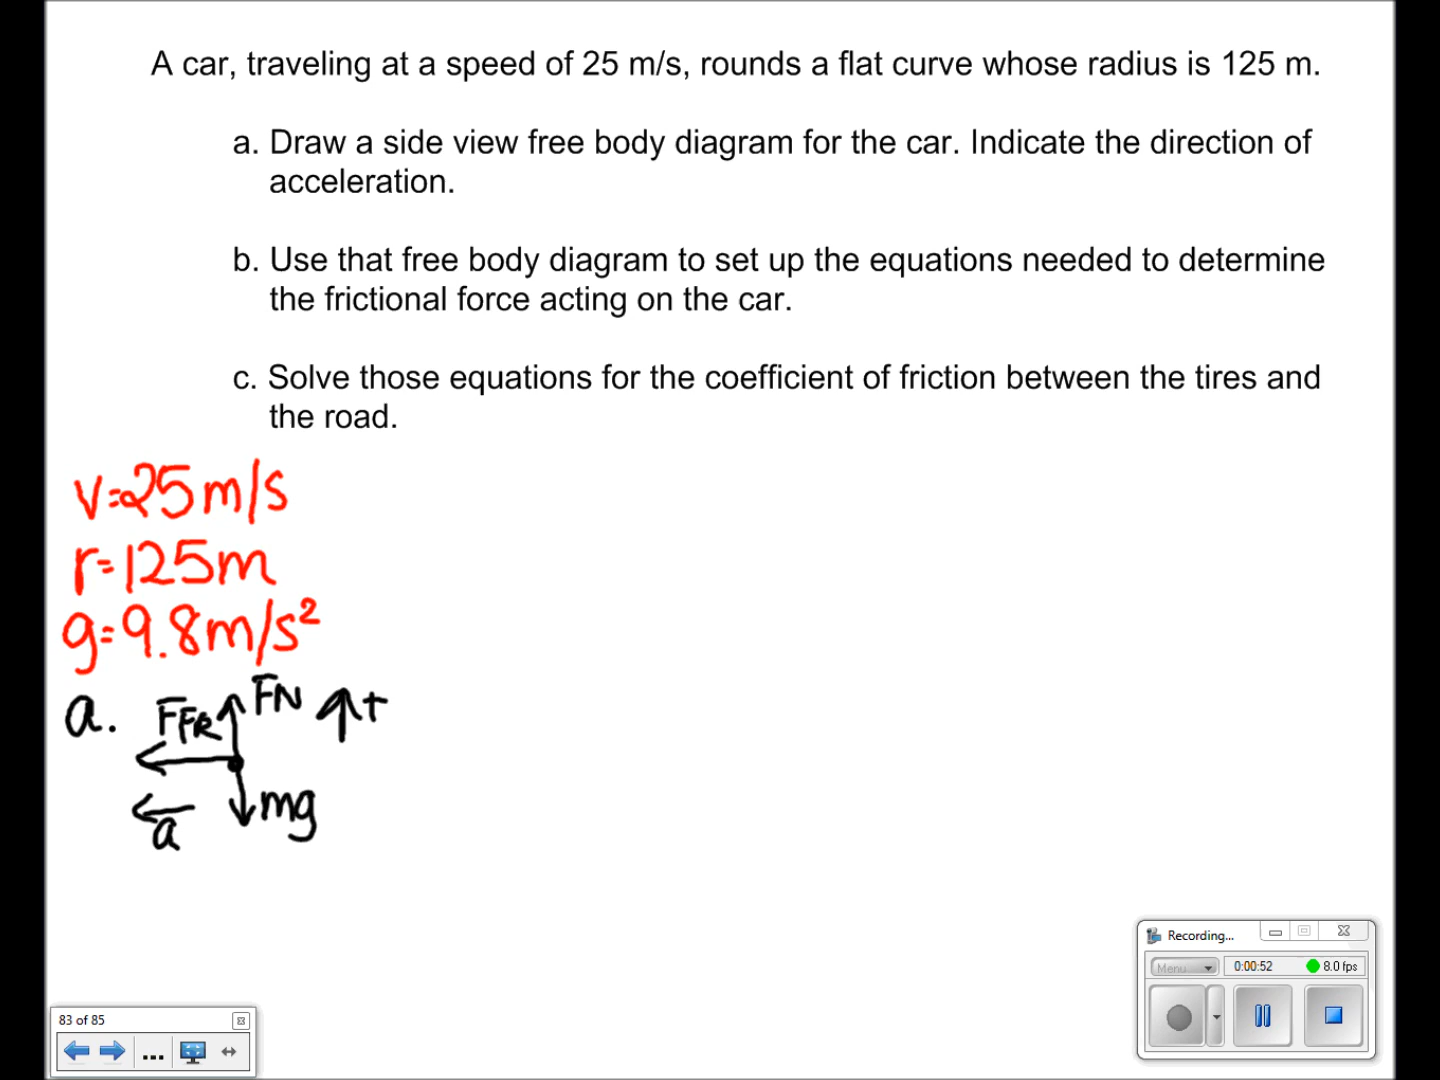 A car, traveling at a speed of 25 m/s, rounds a flat curve whose radius is 125 m.
a. Draw a side view free body diagram for the car. Indicate the direction of
acceleration.
b. Use that free body diagram to set up the equations needed to determine
the frictional force acting on the car.
c. Solve those equations for the coefficient of friction between the tires and
the road.
v=25m/s
r=125m
g=9.8m/s²
a. FFR FN +
mg
a
Recording...
Menu 0:00:52 8.0 fps
83 of 85
...